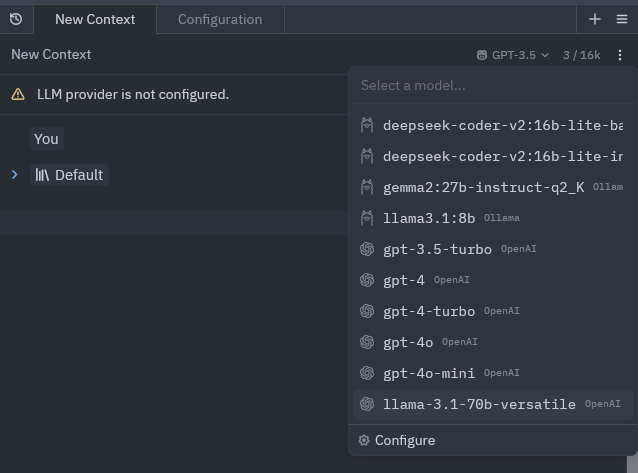 New Context Configuration
New Context GPT-3.5 3 / 16k
Select a model...
LLM provider is not configured.
You
Default
deepseek-coder-v2:16b-lite-ba
deepseek-coder-v2:16b-lite-in
gemma2:27b-instruct-q2_K Ollam
llama3.1:8b Ollama
gpt-3.5-turbo OpenAI
gpt-4 OpenAI
gpt-4-turbo OpenAI
gpt-4o OpenAI
gpt-4o-mini OpenAI
llama-3.1-70b-versatile OpenAI
Configure